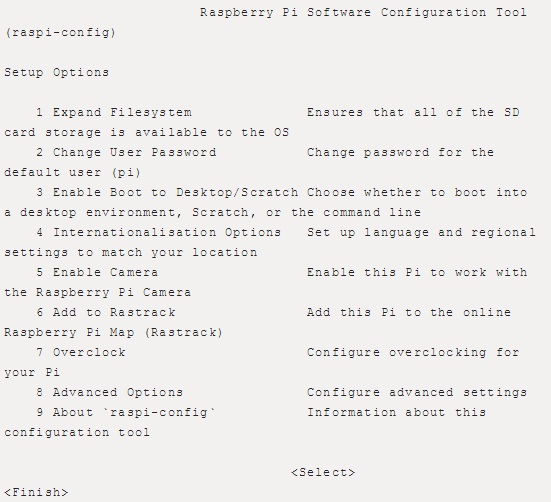 Raspberry Pi Software Configuration Tool
(raspi-config)
Setup Options
1 Expand Filesystem Ensures that all of the SD
card storage is available to the OS
2 Change User Password Change password for the
default user (pi)
3 Enable Boot to Desktop/Scratch Choose whether to boot into
a desktop environment, Scratch, or the command line
4 Internationalisation Options Set up language and regional
settings to match your location
5 Enable Camera Enable this Pi to work with
the Raspberry Pi Camera
6 Add to Rastrack Add this Pi to the online
Raspberry Pi Map (Rastrack)
7 Overclock Configure overclocking for
your Pi
8 Advanced Options Configure advanced settings
9 About `raspi-config` Information about this
configuration tool
<Select>
<Finish>